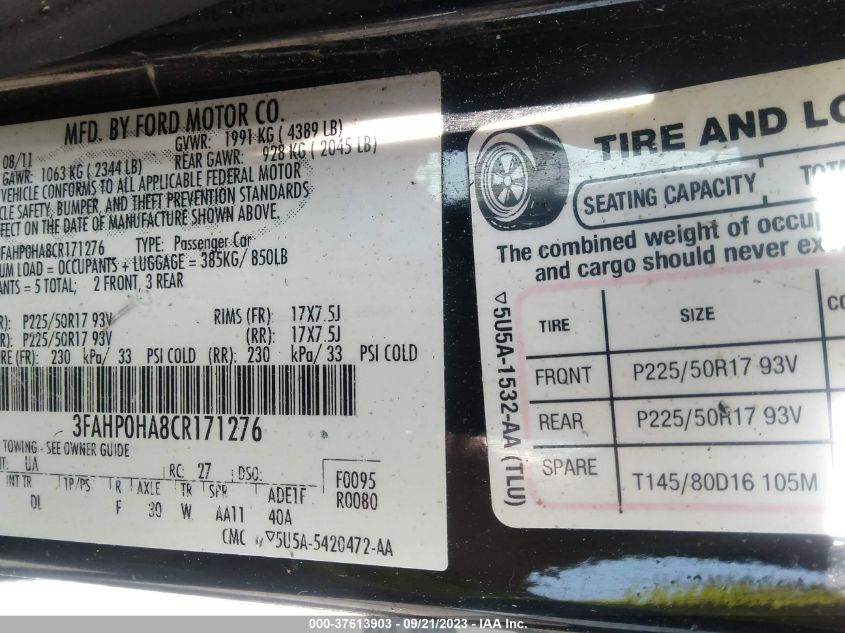 MFD. BY FORD MOTOR CO.
08/11 GVWR: 1991 KG ( 4389 LB)
GAWR: 1063 KG ( 2344 LB) REAR GAWR: 928 KG ( 2045 LB)
VEHICLE CONFORMS TO ALL APPLICABLE FEDERAL MOTOR
CLE SAFETY, BUMPER, AND THEFT PREVENTION STANDARDS
FFECT ON THE DATE OF MANUFACTURE SHOWN ABOVE.
FAHP0HA8CR171276 TYPE: Passenger Car
UM LOAD = OCCUPANTS + LUGGAGE = 385KG/ 850LB
ANTS = 5 TOTAL; 2 FRONT, 3 REAR
R): P225/50R17 93V RIMS (FR): 17X7.5J
R): P225/50R17 93V (RR): 17X7.5J
RE (FR): 230 kPa/ 33 PSI COLD (RR): 230 kPa/ 33 PSI COLD
3FAHP0HA8CR171276
TOWING - SEE OWNER GUIDE
NT: UA RC: 27 DSO: F0095
INT TR TP/PS R AXLE TR SPR ADE1F R0080
DL F 30 W AA11 40A
CMC ▽5U5A-5420472-AA
TIRE AND LO
SEATING CAPACITY TOTA
The combined weight of occup
and cargo should never ex
▽5U5A-1532-AA (TLU)
TIRE SIZE CO
FRONT P225/50R17 93V
REAR P225/50R17 93V
SPARE T145/80D16 105M
000-37613903 - 09/21/2023 - IAA